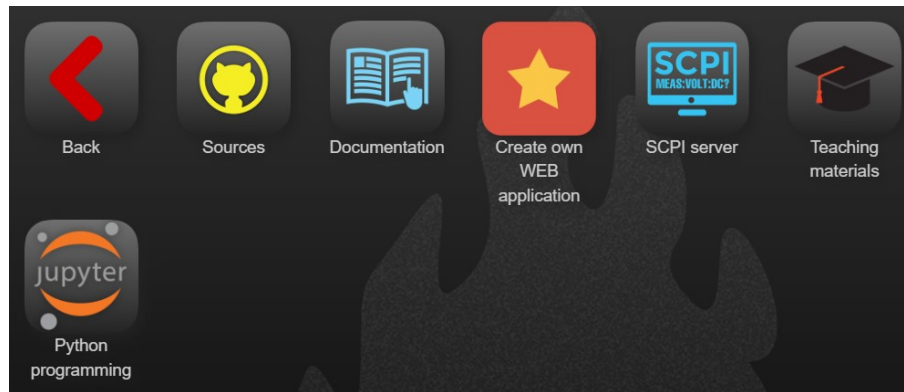 SCPI
MEAS:VOLT:DC?
Back
Sources
Documentation
Create own
WEB
application
SCPI server
Teaching
materials
jupyter
Python
programming